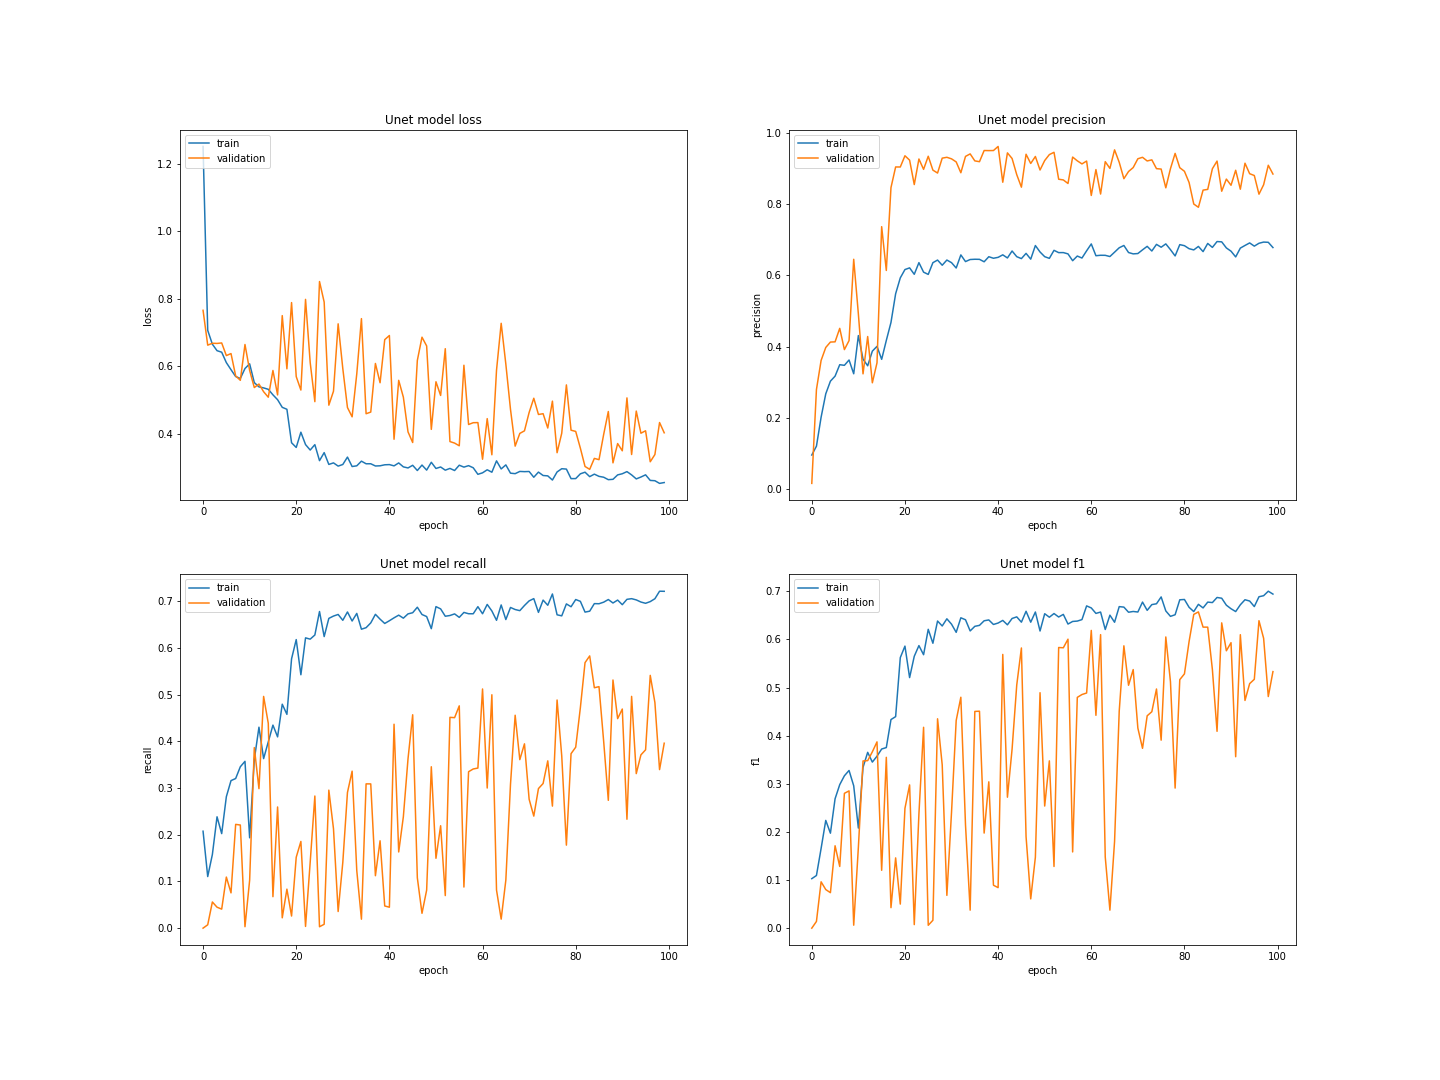 Unet model loss
train
validation
loss
1.2
1.0
0.8
0.6
0.4
0 20 40 60 80 100
epoch
Unet model precision
train
validation
precision
1.0
0.8
0.6
0.4
0.2
0.0
0 20 40 60 80 100
epoch
Unet model recall
train
validation
recall
0.7
0.6
0.5
0.4
0.3
0.2
0.1
0.0
0 20 40 60 80 100
epoch
Unet model f1
train
validation
f1
0.7
0.6
0.5
0.4
0.3
0.2
0.1
0.0
0 20 40 60 80 100
epoch